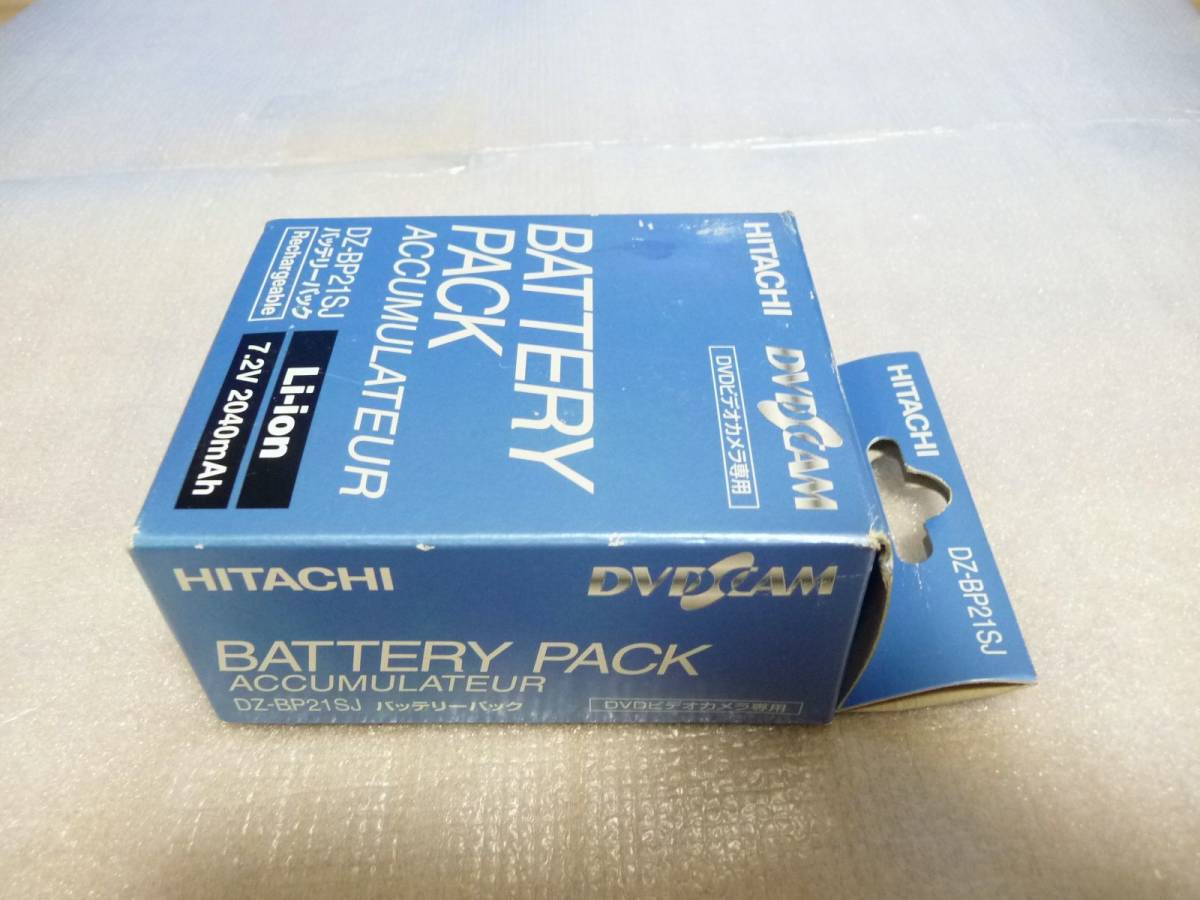 HITACHI
DVDCAM
DVDビデオカメラ専用
BATTERY
PACK
ACCUMULATEUR
DZ-BP21SJ
バッテリーパック
Rechargeable
Li-ion
7.2V 2040mAh
HITACHI
DVDCAM
BATTERY PACK
ACCUMULATEUR
DZ-BP21SJ バッテリーパック
DVDビデオカメラ専用
HITACHI
DZ-BP21SJ